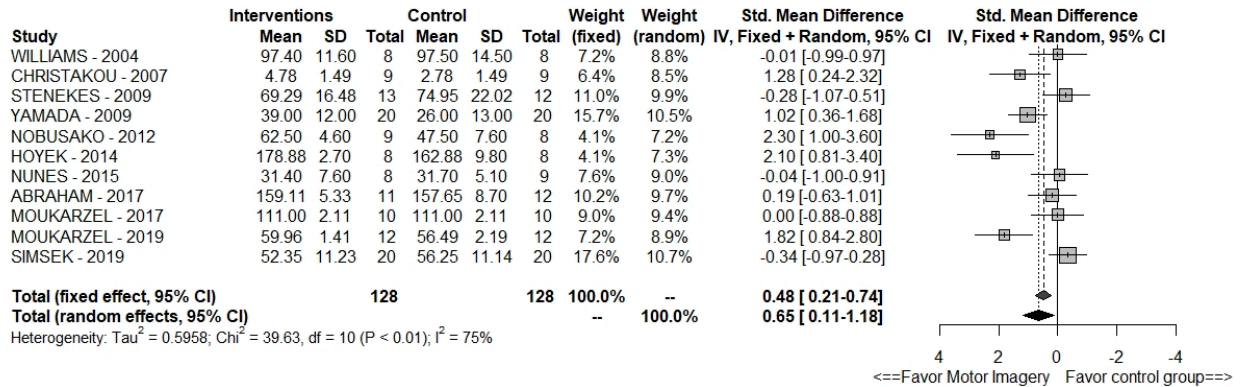 Interventions Control Weight Weight Std. Mean Difference Std. Mean Difference
Study Mean SD Total Mean SD Total (fixed) (random) IV, Fixed + Random, 95% CI IV, Fixed + Random, 95% CI
WILLIAMS - 2004 97.40 11.60 8 97.50 14.50 8 7.2% 8.8% -0.01 [-0.99-0.97]
CHRISTAKOU - 2007 4.78 1.49 9 2.78 1.49 9 6.4% 8.5% 1.28 [ 0.24-2.32]
STENEKES - 2009 69.29 16.48 13 74.95 22.02 12 11.0% 9.9% -0.28 [-1.07-0.51]
YAMADA - 2009 39.00 12.00 20 26.00 13.00 20 15.7% 10.5% 1.02 [ 0.36-1.68]
NOBUSAKO - 2012 62.50 4.60 9 47.50 7.60 8 4.1% 7.2% 2.30 [ 1.00-3.60]
HOYEK - 2014 178.88 2.70 8 162.88 9.80 8 4.1% 7.3% 2.10 [ 0.81-3.40]
NUNES - 2015 31.40 7.60 8 31.70 5.10 9 7.6% 9.0% -0.04 [-1.00-0.91]
ABRAHAM - 2017 159.11 5.33 11 157.65 8.70 12 10.2% 9.7% 0.19 [-0.63-1.01]
MOUKARZEL - 2017 111.00 2.11 10 111.00 2.11 10 9.0% 9.4% 0.00 [-0.88-0.88]
MOUKARZEL - 2019 59.96 1.41 12 56.49 2.19 12 7.2% 8.9% 1.82 [ 0.84-2.80]
SIMSEK - 2019 52.35 11.23 20 56.25 11.14 20 17.6% 10.7% -0.34 [-0.97-0.28]
Total (fixed effect, 95% CI) 128 128 100.0% -- 0.48 [ 0.21-0.74]
Total (random effects, 95% CI) -- 100.0% 0.65 [ 0.11-1.18]
Heterogeneity: Tau² = 0.5958; Chi² = 39.63, df = 10 (P < 0.01); I² = 75%
4 2 0 -2 -4
<==Favor Motor Imagery Favor control group==>